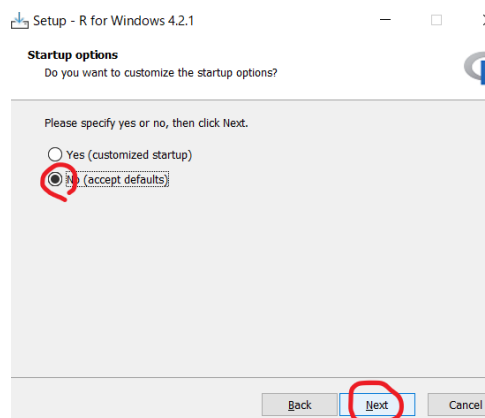 Setup - R for Windows 4.2.1
Startup options
Do you want to customize the startup options?
Please specify yes or no, then click Next.
Yes (customized startup)
No (accept defaults)
Back Next Cancel